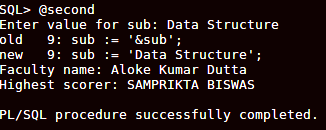 SQL> @second
Enter value for sub: Data Structure
old   9: sub := '&sub';
new   9: sub := 'Data Structure';
Faculty name: Aloke Kumar Dutta
Highest scorer: SAMPRIKTA BISWAS
PL/SQL procedure successfully completed.